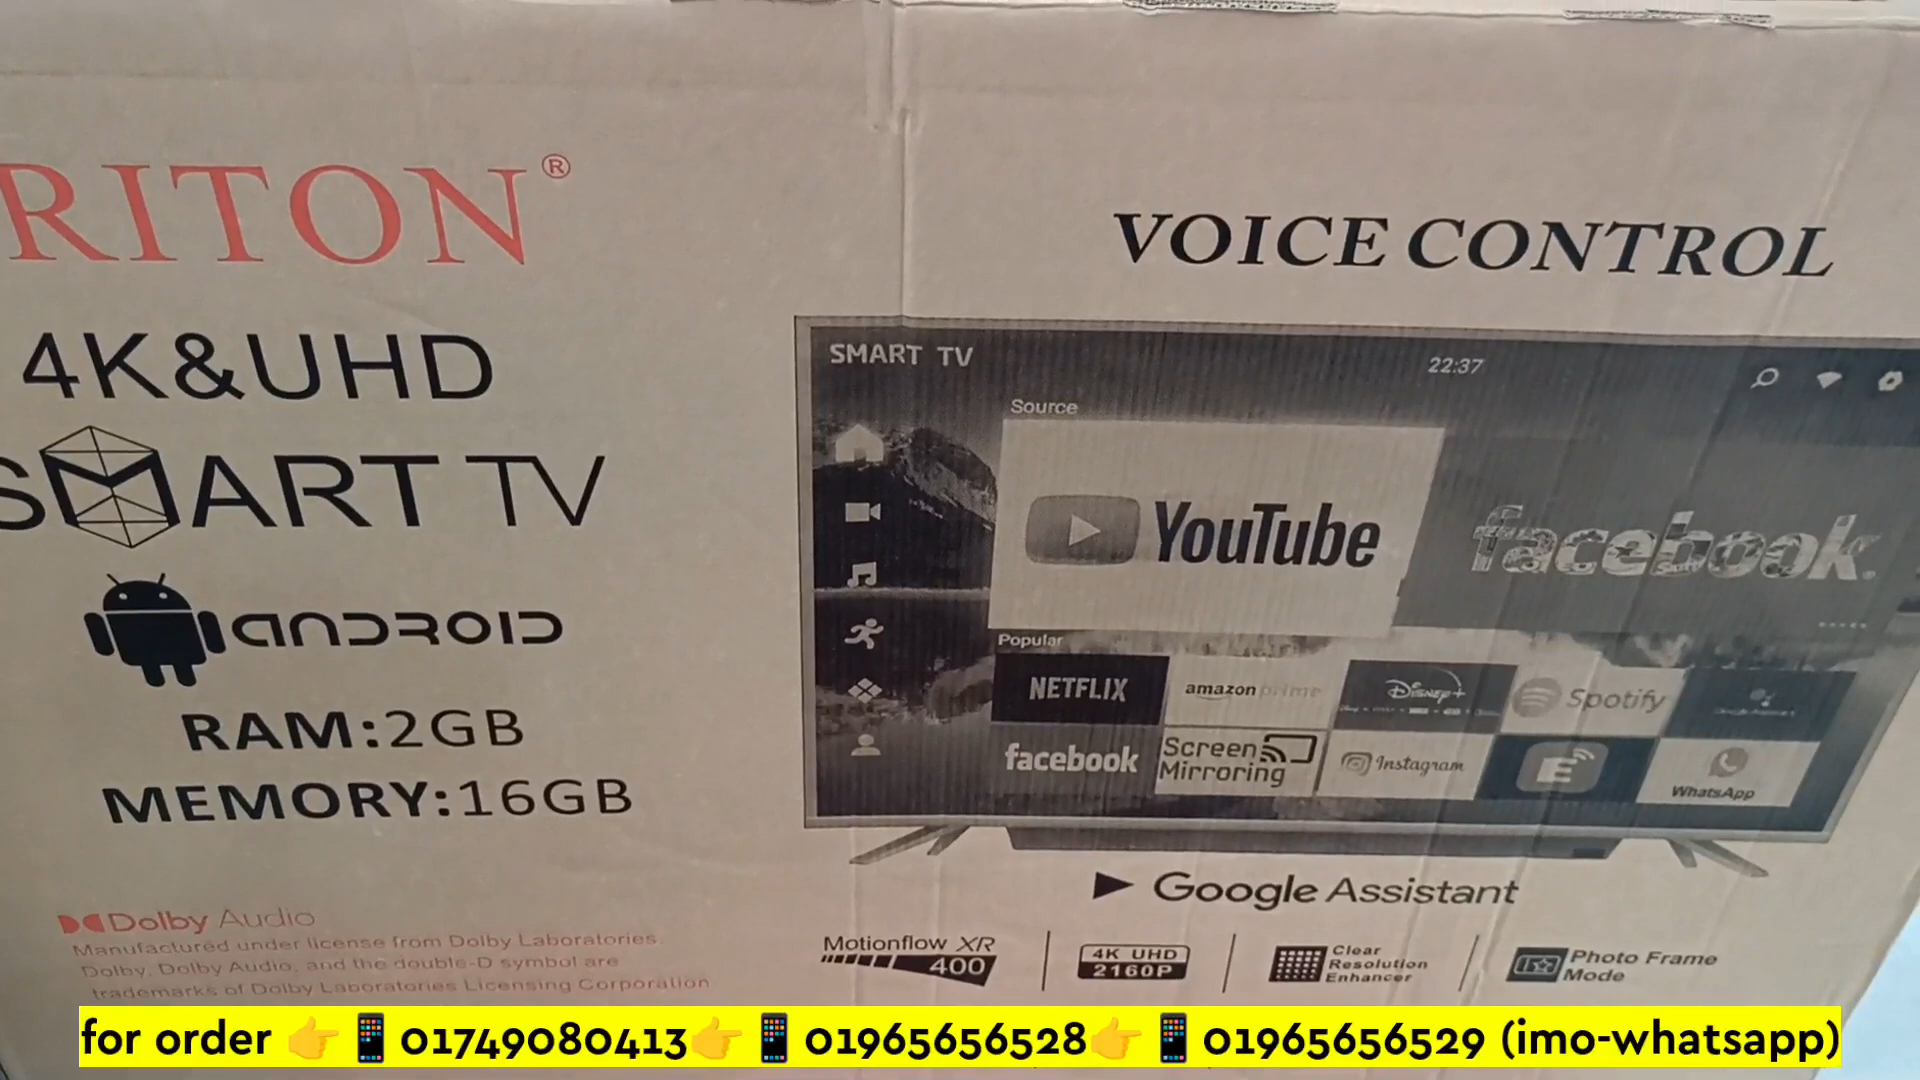 RITON®
4K&UHD
SMART TV
ANDROID
RAM:2GB
MEMORY:16GB
Dolby Audio
Manufactured under license from Dolby Laboratories.
Dolby, Dolby Audio, and the double-D symbol are
trademarks of Dolby Laboratories Licensing Corporation
VOICE CONTROL
SMART TV
22:37
Source
YouTube
facebook.
Popular
NETFLIX
amazon prime
Disney+
Spotify
facebook
Screen Mirroring
Instagram
E
WhatsApp
Google Assistant
Motionflow XR 400
4K UHD 2160P
Clear Resolution Enhancer
Photo Frame Mode
for order 👉📱01749080413👉📱01965656528👉📱01965656529 (imo-whatsapp)